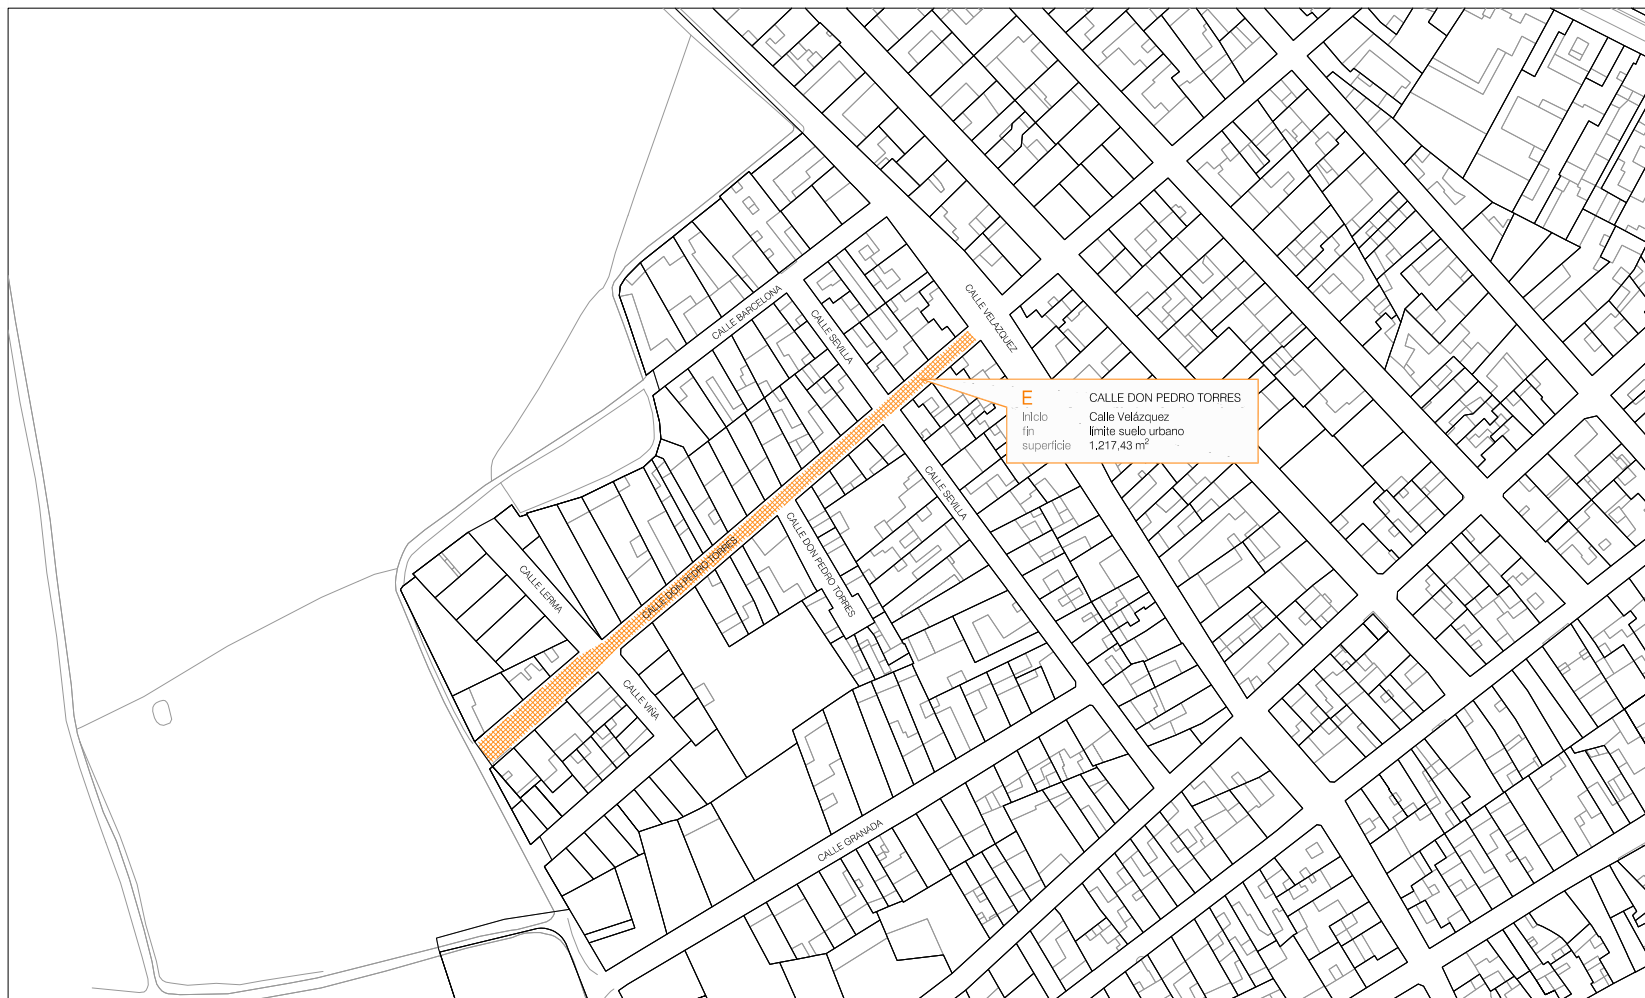 CALLE BARCELONA
CALLE SEVILLA
CALLE VELAZQUEZ
E CALLE DON PEDRO TORRES
Inicio Calle Velázquez
fin límite suelo urbano
superficie 1.217,43 m²
CALLE SEVILLA
CALLE DON PEDRO TORRES
CALLE DON PEDRO TORRES
CALLE LERMA
CALLE VIÑA
CALLE GRANADA